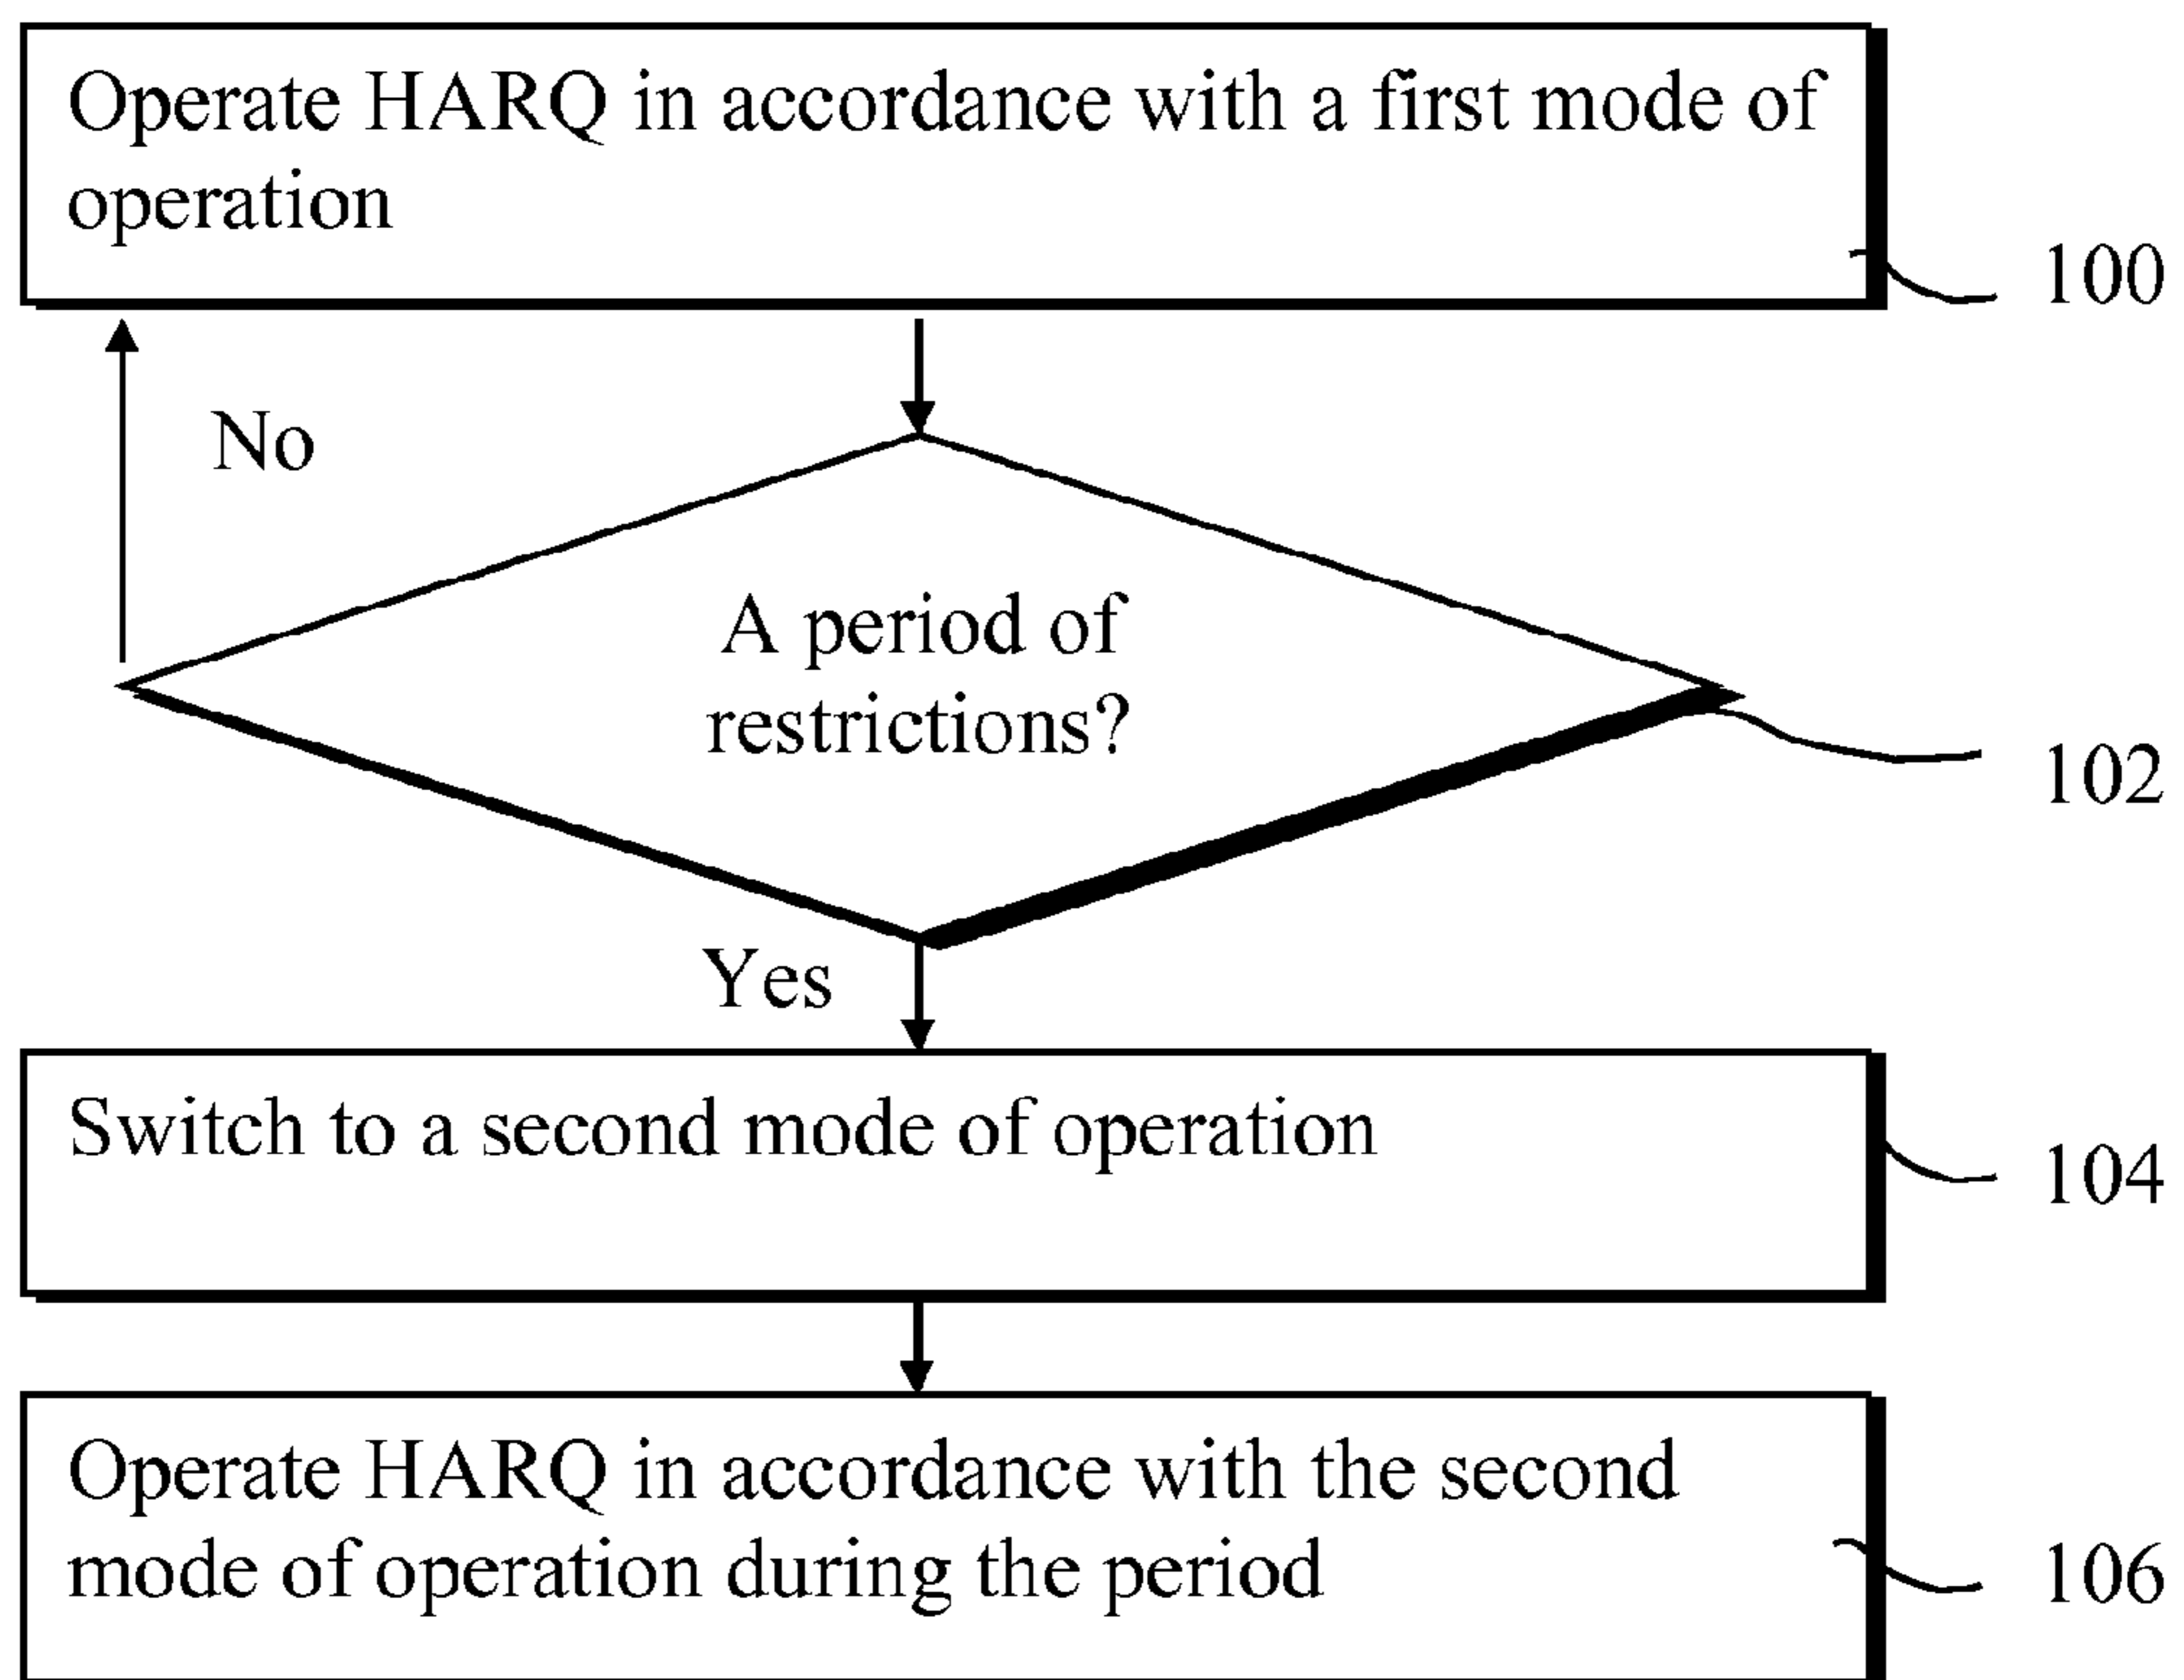 Operate HARQ in accordance with a first mode of
operation
100
No
A period of
restrictions?
102
Yes
Switch to a second mode of operation
104
Operate HARQ in accordance with the second
mode of operation during the period
106